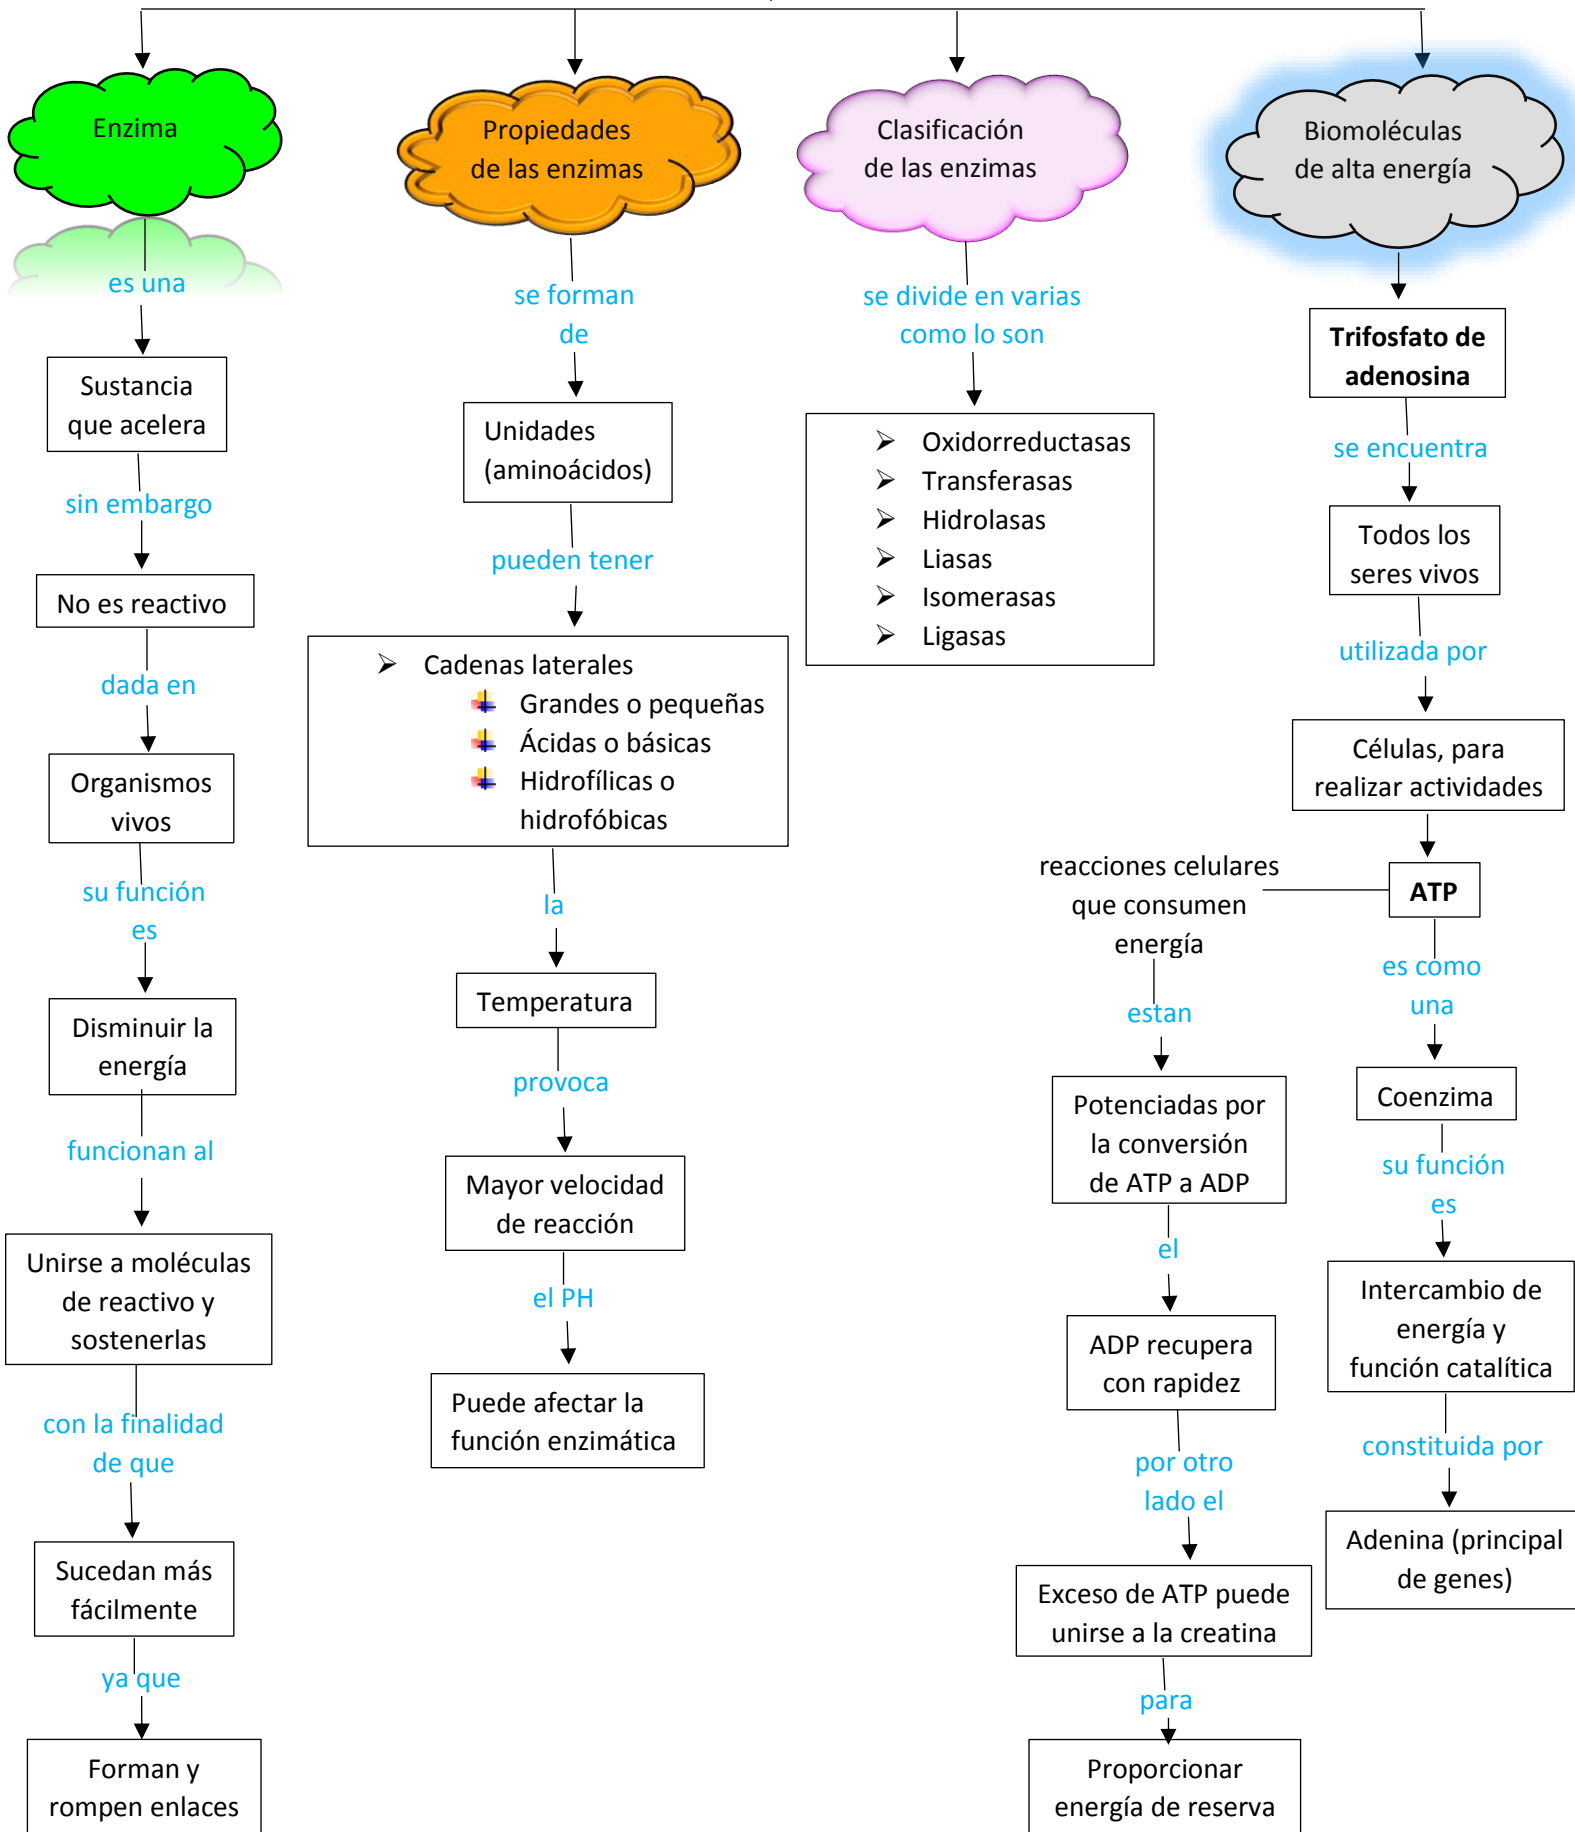 Enzima
es una
Sustancia
que acelera
sin embargo
No es reactivo
dada en
Organismos
vivos
su función
es
Disminuir la
energía
funcionan al
Unirse a moléculas
de reactivo y
sostenerlas
con la finalidad
de que
Sucedan más
fácilmente
ya que
Forman y
rompen enlaces
Propiedades
de las enzimas
se forman
de
Unidades
(aminoácidos)
pueden tener
Cadenas laterales
Grandes o pequeñas
Ácidas o básicas
Hidrofílicas o
hidrofóbicas
la
Temperatura
provoca
Mayor velocidad
de reacción
el PH
Puede afectar la
función enzimática
Clasificación
de las enzimas
se divide en varias
como lo son
Oxidorreductasas
Transferasas
Hidrolasas
Liasas
Isomerasas
Ligasas
Biomoléculas
de alta energía
Trifosfato de
adenosina
se encuentra
Todos los
seres vivos
utilizada por
Células, para
realizar actividades
ATP
reacciones celulares
que consumen
energía
estan
Potenciadas por
la conversión
de ATP a ADP
el
ADP recupera
con rapidez
por otro
lado el
Exceso de ATP puede
unirse a la creatina
para
Proporcionar
energía de reserva
es como
una
Coenzima
su función
es
Intercambio de
energía y
función catalítica
constituida por
Adenina (principal
de genes)